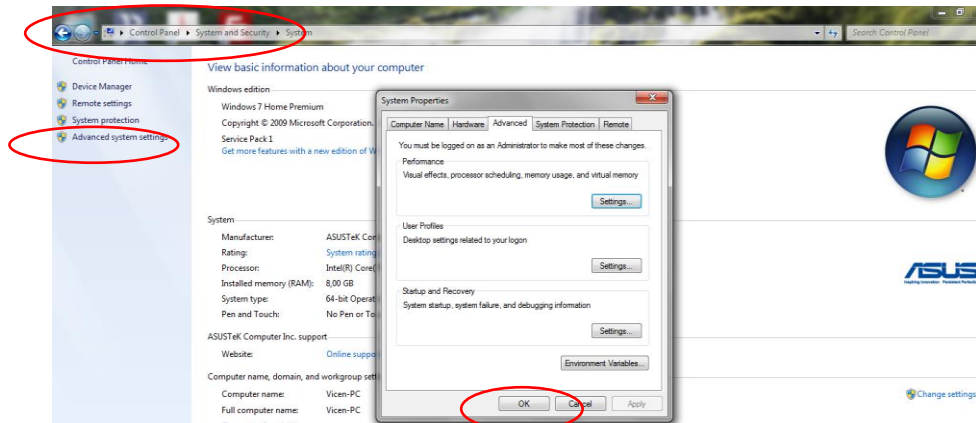 Control Panel ▸ System and Security ▸ System
Search Control Panel
Control Panel Home
Device Manager
Remote settings
System protection
Advanced system settings
View basic information about your computer
Windows edition
Windows 7 Home Premium
Copyright © 2009 Microsoft Corporation.
Service Pack 1
Get more features with a new edition of
System
Manufacturer: ASUSTeK
Rating: System rating
Processor: Intel(R)
Installed memory (RAM): 8,00 GB
System type: 64-bit
Pen and Touch: No Pen or
ASUSTeK Computer Inc. support
Website: Online
Computer name, domain, and workgroup
Computer name: Vicen-PC
Full computer name: Vicen-PC
System Properties
Computer Name Hardware Advanced System Protection Remote
You must be logged on as an Administrator to make most of these changes.
Performance
Visual effects, processor scheduling, memory usage, and virtual memory
Settings...
User Profiles
Desktop settings related to your logon
Settings...
Startup and Recovery
System startup, system failure, and debugging information
Settings...
Environment Variables...
OK Cancel Apply
ASUS
Inspiring Innovation Persistent Perfection
Change settings